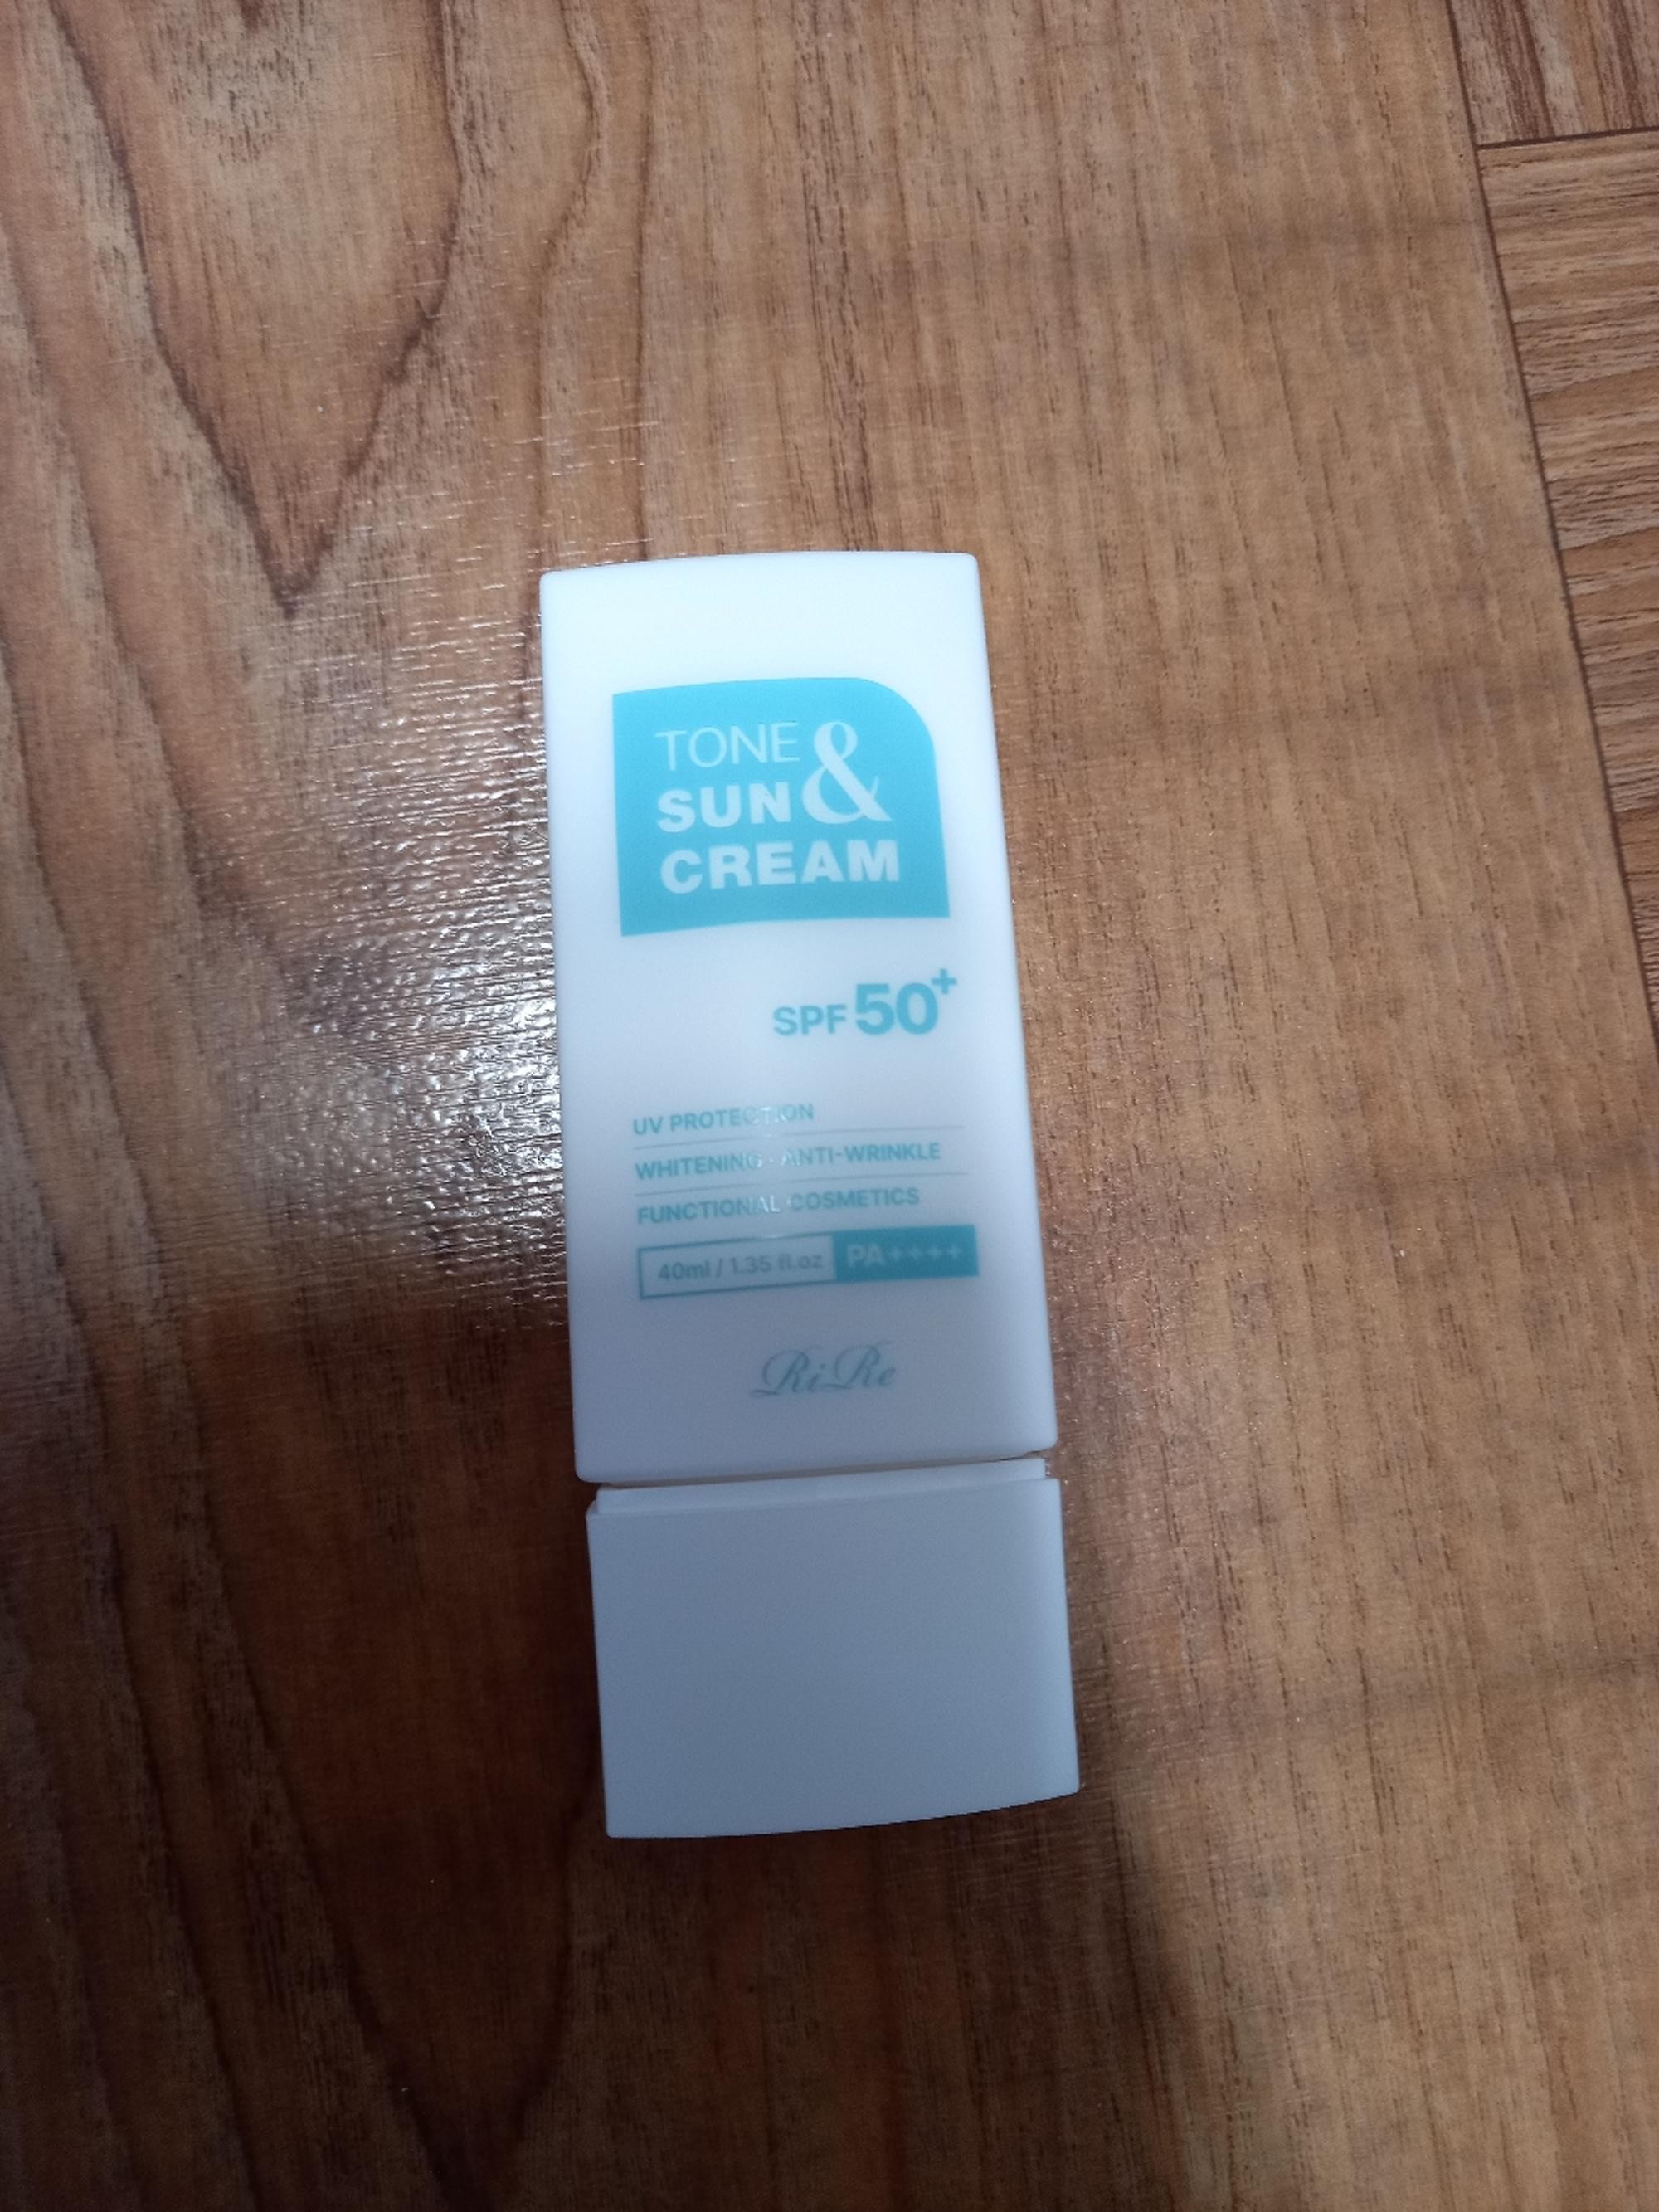 TONE &
SUN
CREAM
SPF 50+
UV PROTECTION
WHITENING · ANTI-WRINKLE
FUNCTIONAL COSMETICS
40ml / 1.35 fl.oz PA++++
RiRe